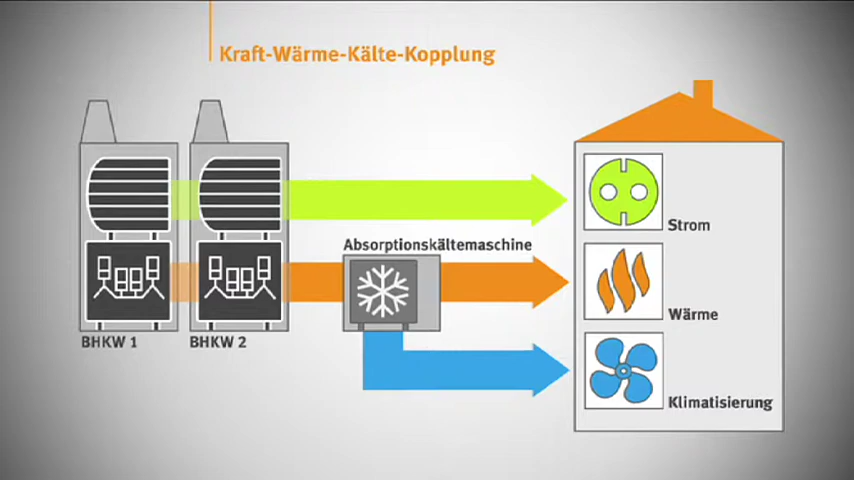 Kraft-Wärme-Kälte-Kopplung
Absorptionskältemaschine
Strom
Wärme
BHKW 1
BHKW 2
Klimatisierung